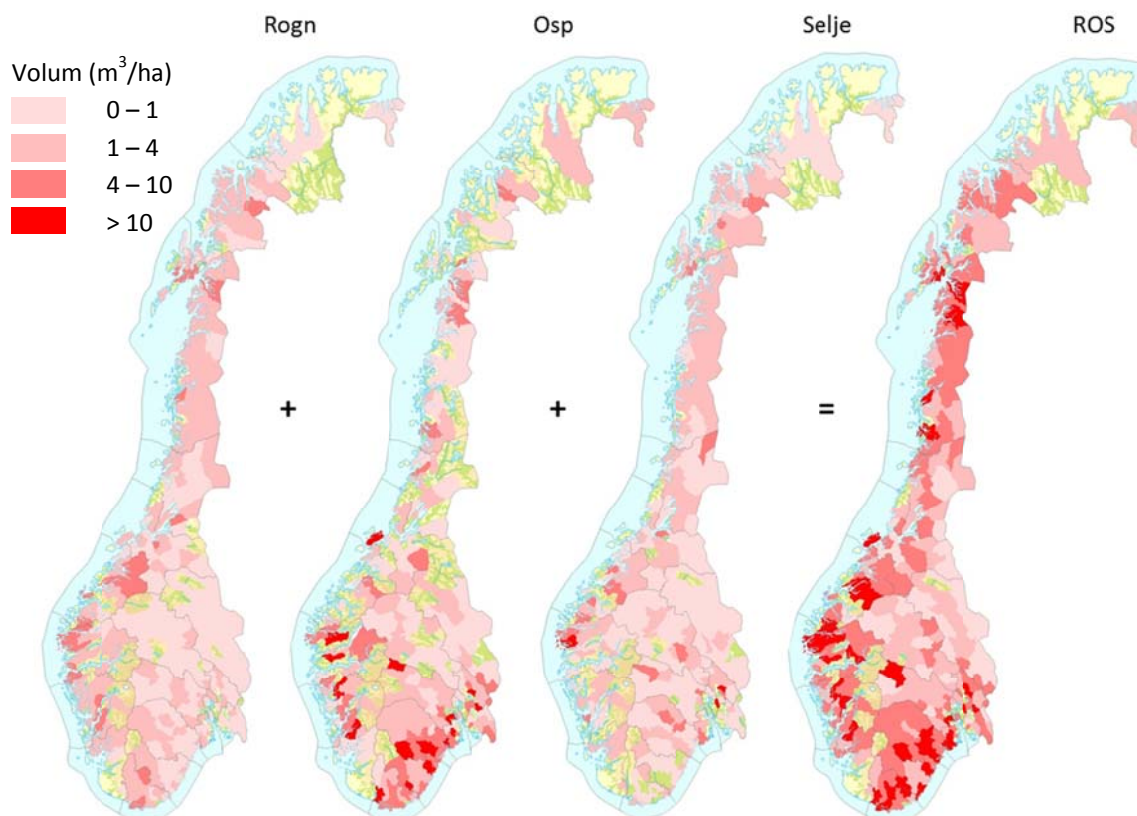 Rogn Osp Selje ROS
Volum (m³/ha)
0 – 1
1 – 4
4 – 10
> 10
+ + =